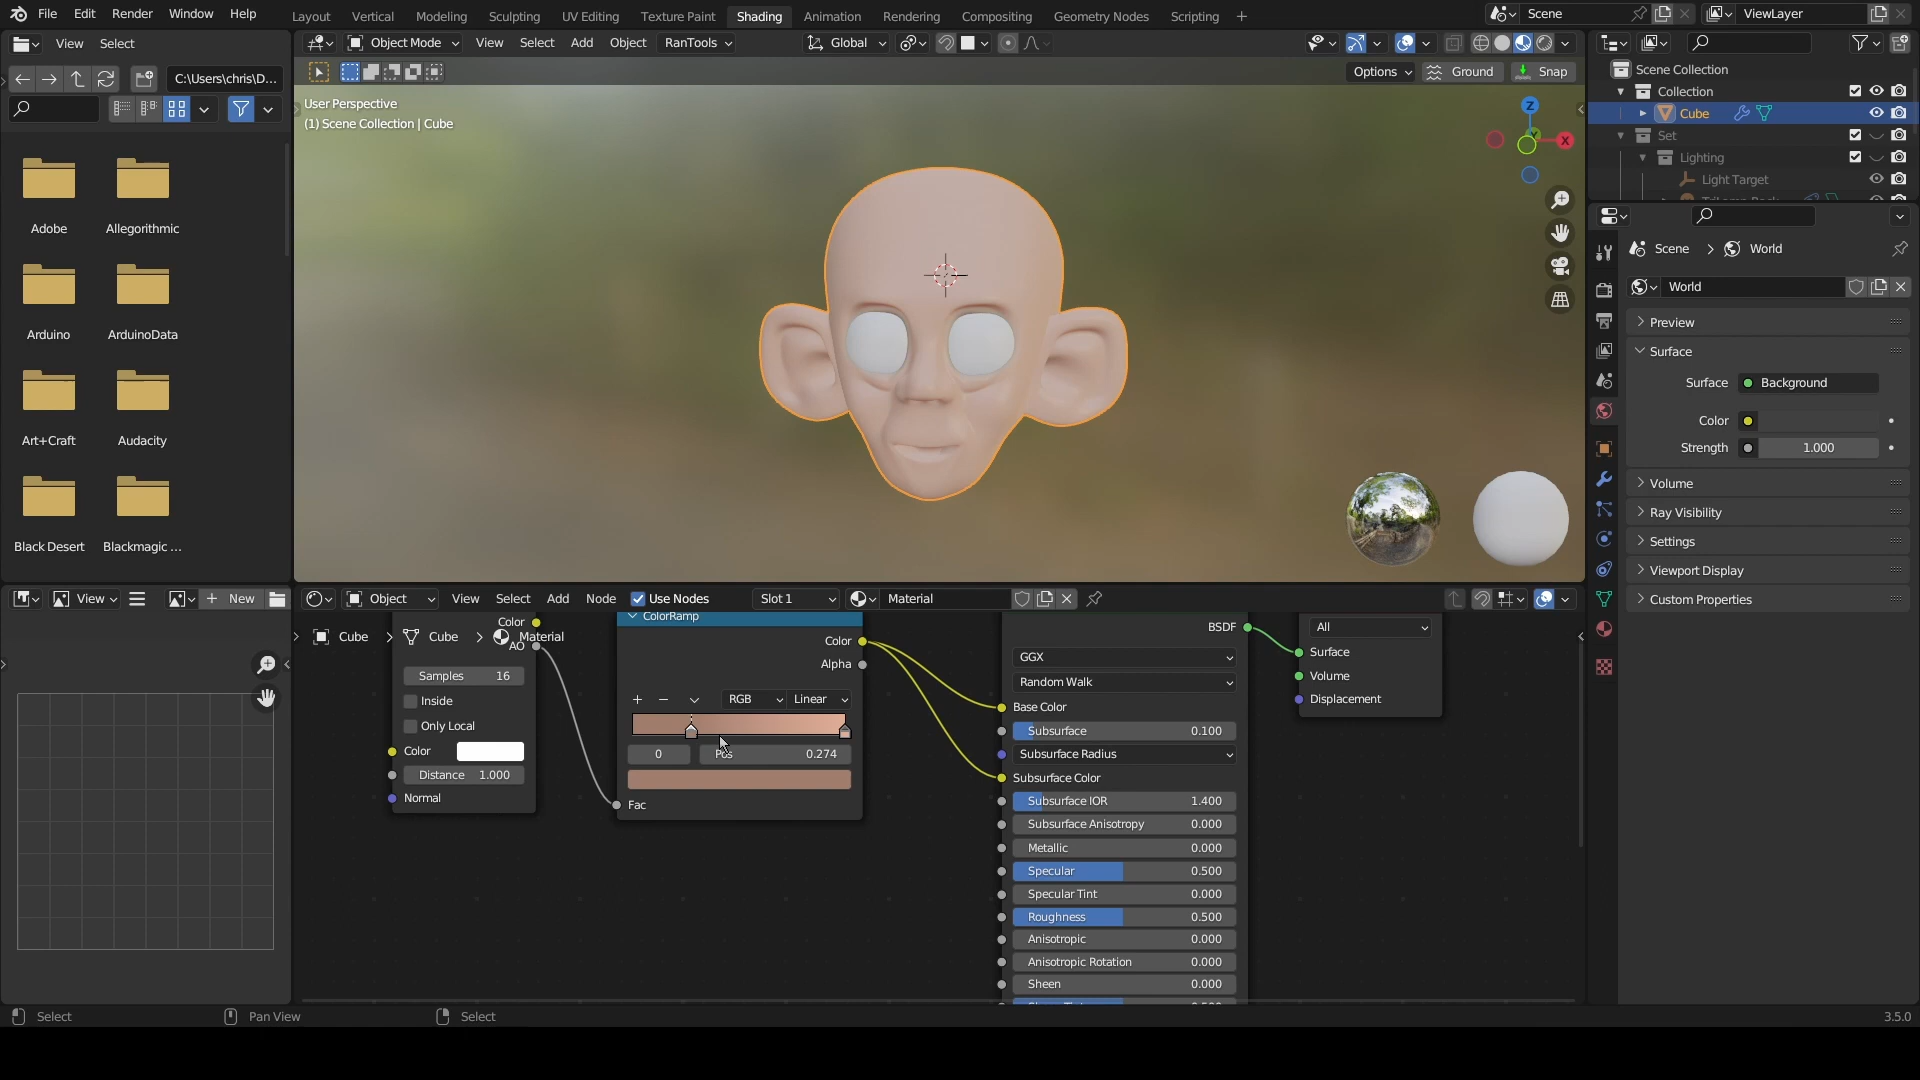 File Edit Render Window Help Layout Vertical Modeling Sculpting UV Editing Texture Paint Shading Animation Rendering Compositing Geometry Nodes Scripting + Scene ViewLayer
View Select
Object Mode View Select Add Object RanTools Global
C:\Users\chris\D...
Options Ground Snap
User Perspective
(1) Scene Collection | Cube
Z
X
Scene Collection
Collection
Cube
Set
Lighting
Light Target
Adobe Allegorithmic
Arduino ArduinoData
Art+Craft Audacity
Black Desert Blackmagic ...
Scene > World
World
Preview
Surface
Surface Background
Color
Strength 1.000
Volume
Ray Visibility
Settings
Viewport Display
Custom Properties
View + New
Object View Select Add Node Use Nodes Slot 1 Material
Cube > Cube > Material
Color
AO
Samples 16
Inside
Only Local
Color
Distance 1.000
Normal
ColorRamp
Color
Alpha
+ − RGB Linear
0 Pos 0.274
Fac
BSDF
GGX
Random Walk
Base Color
Subsurface 0.100
Subsurface Radius
Subsurface Color
Subsurface IOR 1.400
Subsurface Anisotropy 0.000
Metallic 0.000
Specular 0.500
Specular Tint 0.000
Roughness 0.500
Anisotropic 0.000
Anisotropic Rotation 0.000
Sheen 0.000
All
Surface
Volume
Displacement
Select Pan View Select 3.5.0